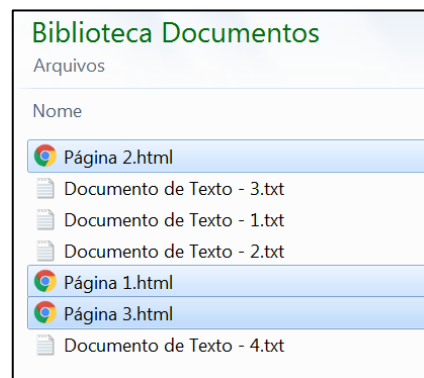 Biblioteca Documentos
Arquivos
Nome
Página 2.html
Documento de Texto - 3.txt
Documento de Texto - 1.txt
Documento de Texto - 2.txt
Página 1.html
Página 3.html
Documento de Texto - 4.txt